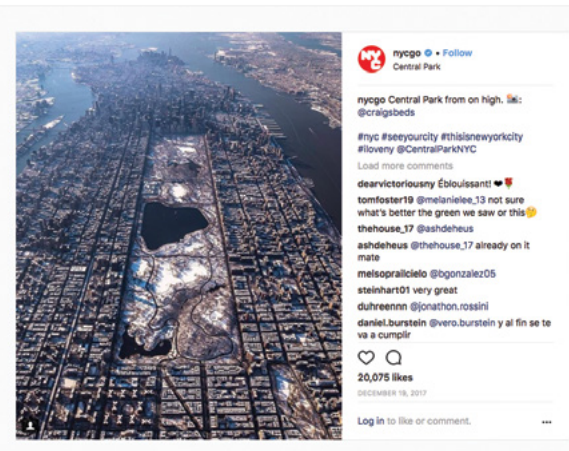 NYC
nycgo • Follow
Central Park
nycgo Central Park from on high. 📷:
@craigsbeds
#nyc #seeyourcity #thisisnewyorkcity
#iloveny @CentralParkNYC
Load more comments
dearvictoriousny Éblouissant! ❤🌹
tomfoster19 @melanielee_13 not sure
what's better the green we saw or this🤔
thehouse_17 @ashdeheus
ashdeheus @thehouse_17 already on it
mate
melsoprailcielo @bgonzalez05
steinhart01 very great
duhreennn @jonathon.rossini
daniel.burstein @vero.burstein y al fin se te
va a cumplir
20,075 likes
DECEMBER 19, 2017
Log in to like or comment.